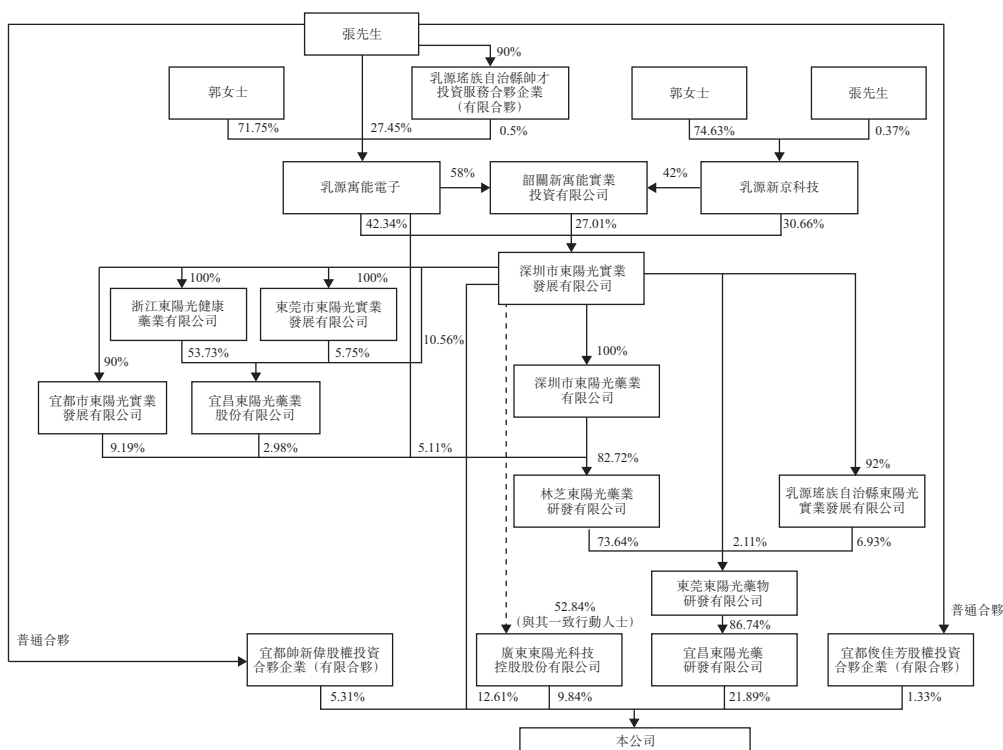 張先生
90%
郭女士
乳源瑤族自治縣帥才
投資服務合夥企業
(有限合夥)
郭女士
張先生
71.75%
27.45%
0.5%
74.63%
0.37%
乳源寓能電子
58%
韶關新寓能實業
投資有限公司
42%
乳源新京科技
42.34%
27.01%
30.66%
深圳市東陽光實業
發展有限公司
100%
100%
浙江東陽光健康
藥業有限公司
東莞市東陽光實業
發展有限公司
10.56%
53.73%
5.75%
100%
90%
宜都市東陽光實業
發展有限公司
宜昌東陽光藥業
股份有限公司
深圳市東陽光藥業
有限公司
9.19%
2.98%
5.11%
82.72%
92%
林芝東陽光藥業
研發有限公司
乳源瑤族自治縣東陽光
實業發展有限公司
73.64%
2.11%
6.93%
東莞東陽光藥物
研發有限公司
52.84%
(與其一致行動人士)
86.74%
普通合夥
普通合夥
宜都帥新偉股權投資
合夥企業(有限合夥)
廣東東陽光科技
控股股份有限公司
宜昌東陽光藥
研發有限公司
宜都俊佳芳股權投資
合夥企業(有限合夥)
5.31%
12.61%
9.84%
21.89%
1.33%
本公司